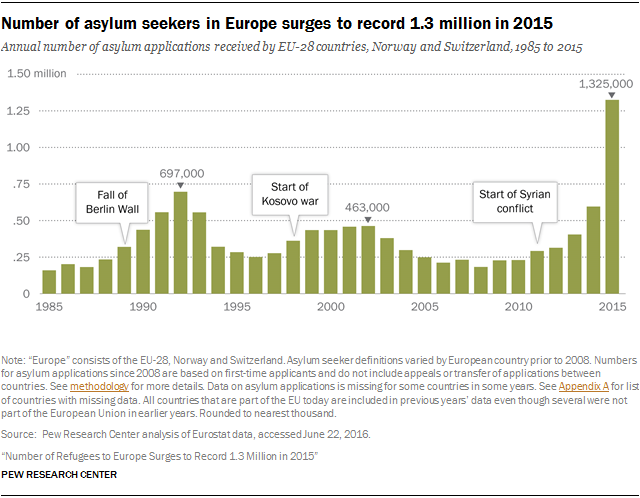 Number of asylum seekers in Europe surges to record 1.3 million in 2015
Annual number of asylum applications received by EU-28 countries, Norway and Switzerland, 1985 to 2015
1.50 million
1,325,000
1.25
1.00
697,000
.75
Fall of
Berlin Wall
Start of
Kosovo war
463,000
Start of Syrian
conflict
.50
.25
0
1985
1990
1995
2000
2005
2010
2015
Note: “Europe” consists of the EU-28, Norway and Switzerland. Asylum seeker definitions varied by European country prior to 2008. Numbers
for asylum applications since 2008 are based on first-time applicants and do not include appeals or transfer of applications between
countries. See methodology for more details. Data on asylum applications is missing for some countries in some years. See Appendix A for list
of countries with missing data. All countries that are part of the EU today are included in previous years’ data even though several were not
part of the European Union in earlier years. Rounded to nearest thousand.
Source: Pew Research Center analysis of Eurostat data, accessed June 22, 2016.
“Number of Refugees to Europe Surges to Record 1.3 Million in 2015”
PEW RESEARCH CENTER